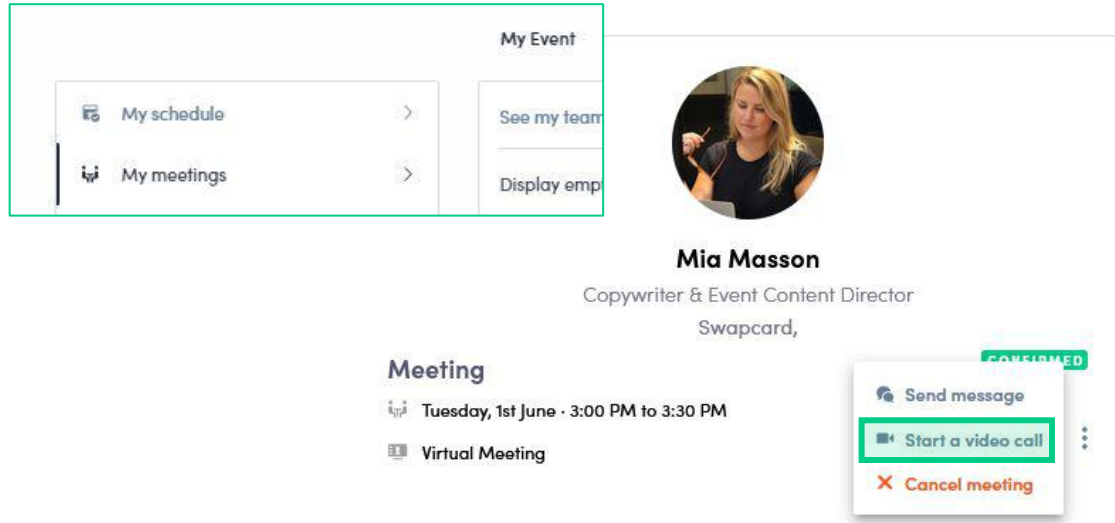 My Event
My schedule
My meetings
See my team
Display
Mia Masson
Copywriter & Event Content Director
Swapcard,
CONFIRMED
Meeting
Tuesday, 1st June · 3:00 PM to 3:30 PM
Virtual Meeting
Send message
Start a video call
Cancel meeting